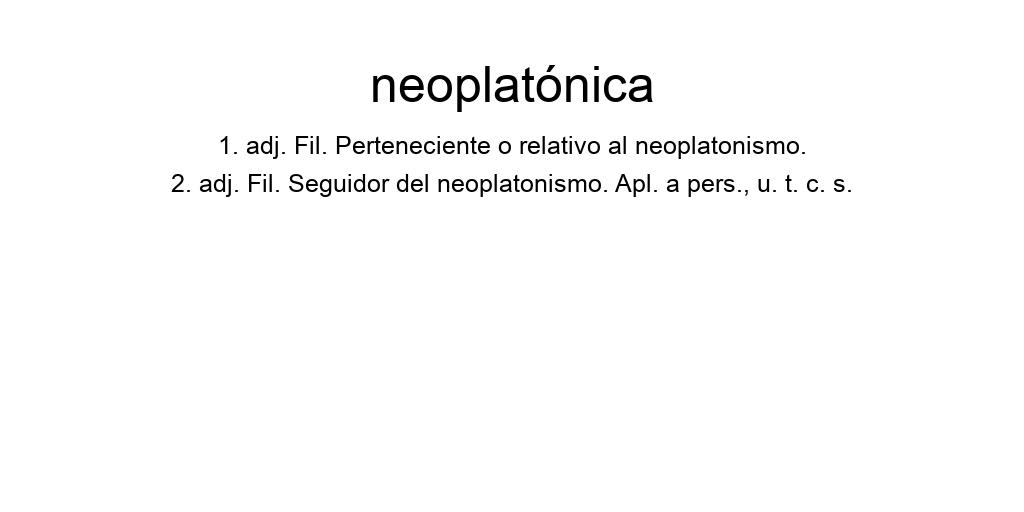 neoplatónica
1. adj. Fil. Perteneciente o relativo al neoplatonismo.
2. adj. Fil. Seguidor del neoplatonismo. Apl. a pers., u. t. c. s.